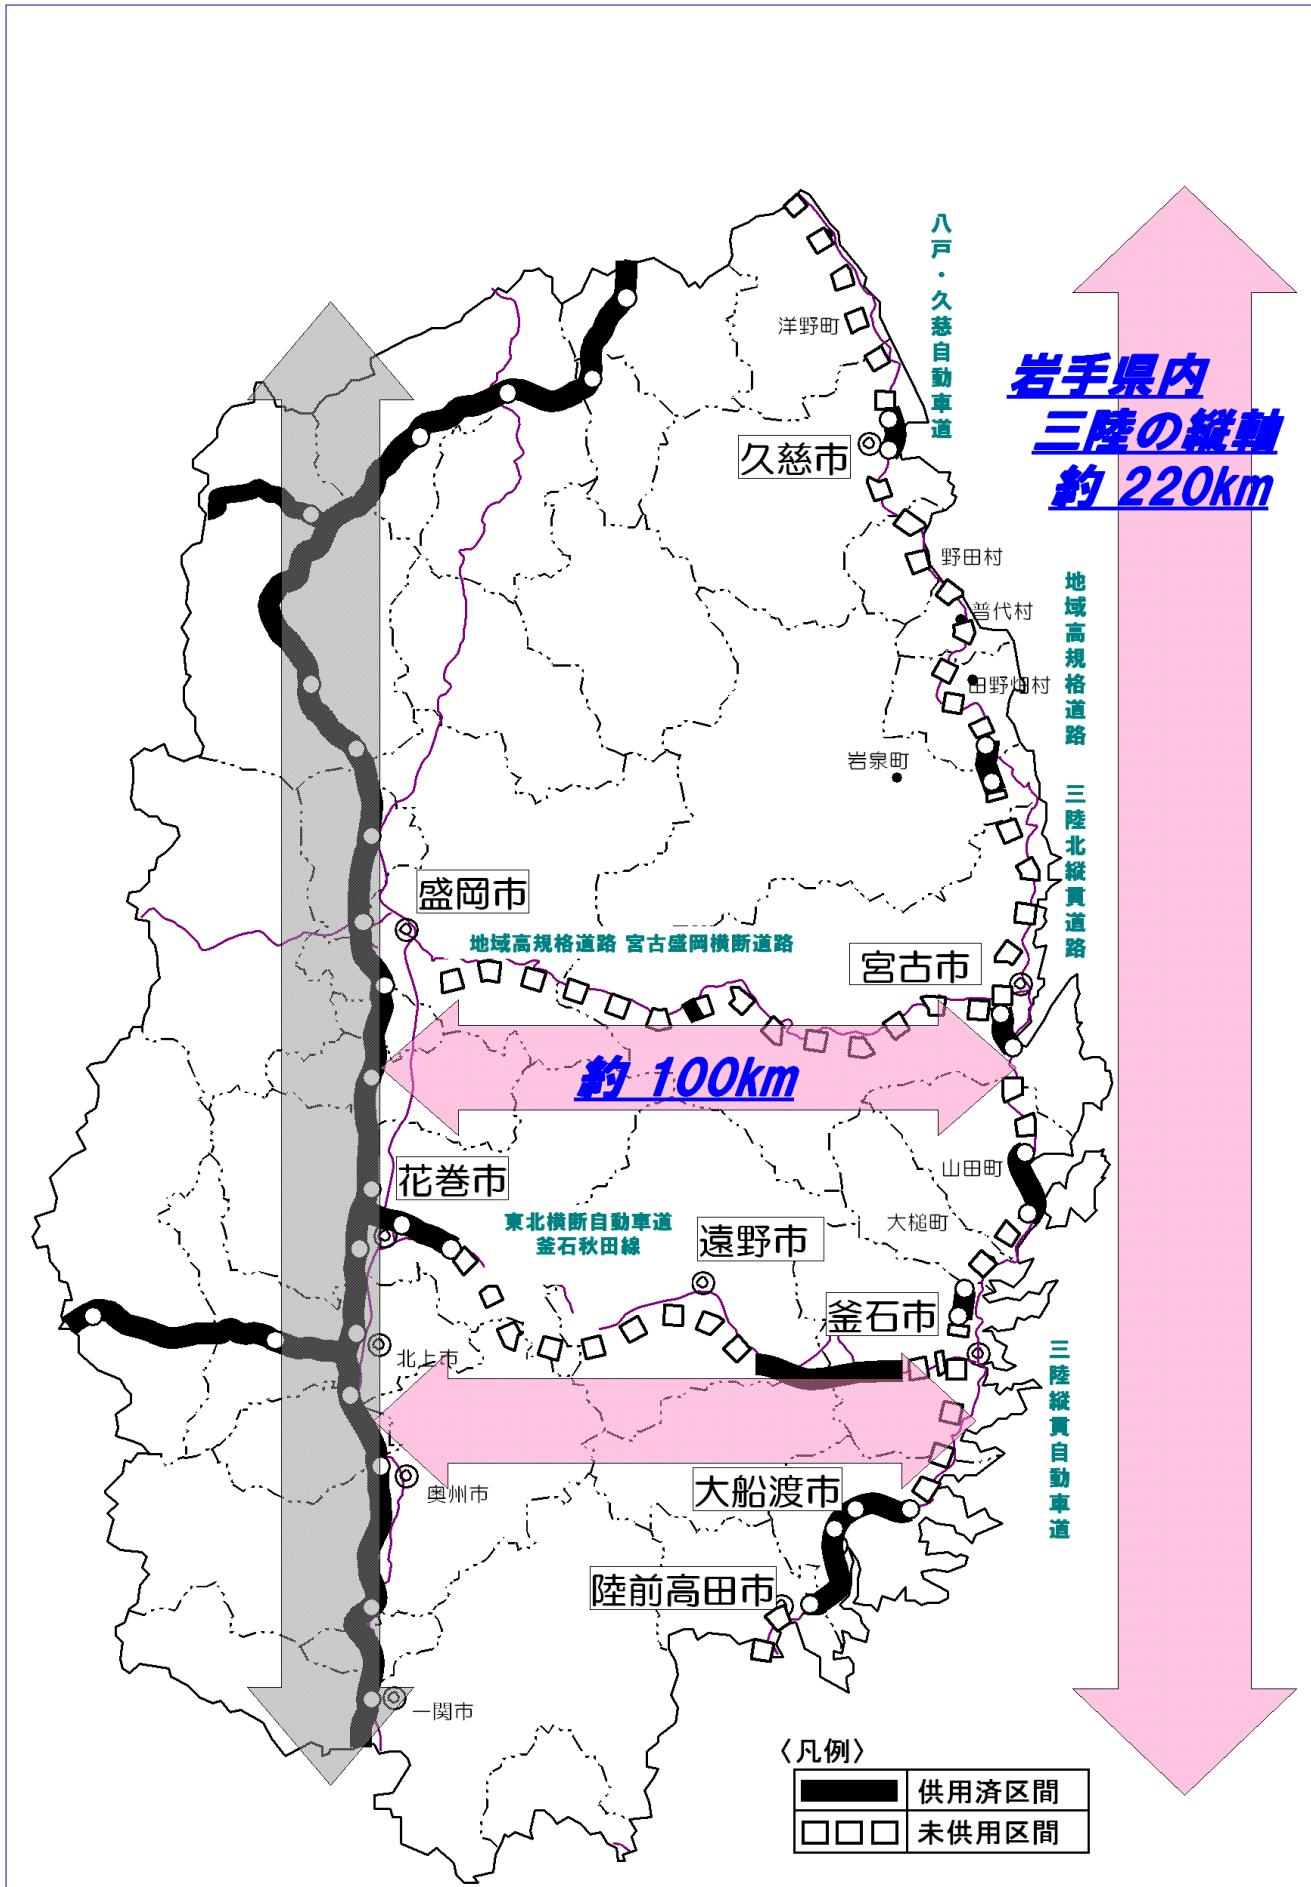 八戸・久慈自動車道
洋野町
岩手県内
三陸の縦軸
約 220km
久慈市
野田村
地域高規格道路 三陸北縦貫道路
普代村
田野畑村
岩泉町
盛岡市
地域高規格道路 宮古盛岡横断道路
宮古市
約 100km
山田町
花巻市
大槌町
東北横断自動車道
釜石秋田線
遠野市
釜石市
北上市
三陸縦貫自動車道
大船渡市
奥州市
陸前高田市
一関市
〈凡例〉
供用済区間
未供用区間